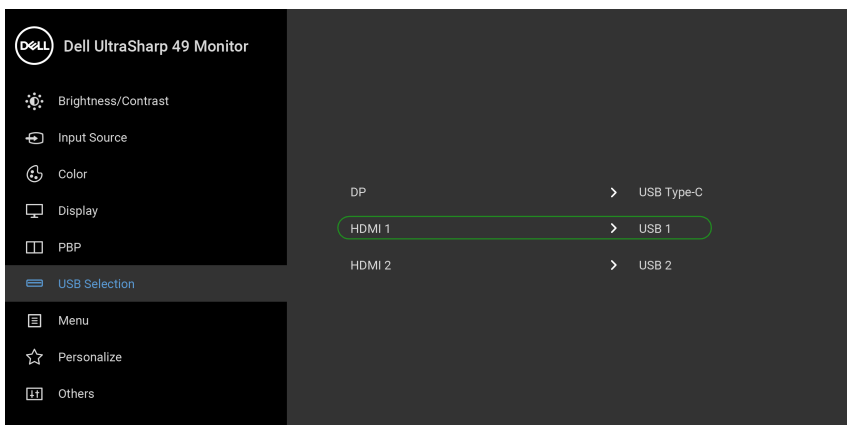 DELL Dell UltraSharp 49 Monitor
Brightness/Contrast
Input Source
Color
Display
PBP
USB Selection
Menu
Personalize
Others
DP USB Type-C
HDMI 1 USB 1
HDMI 2 USB 2